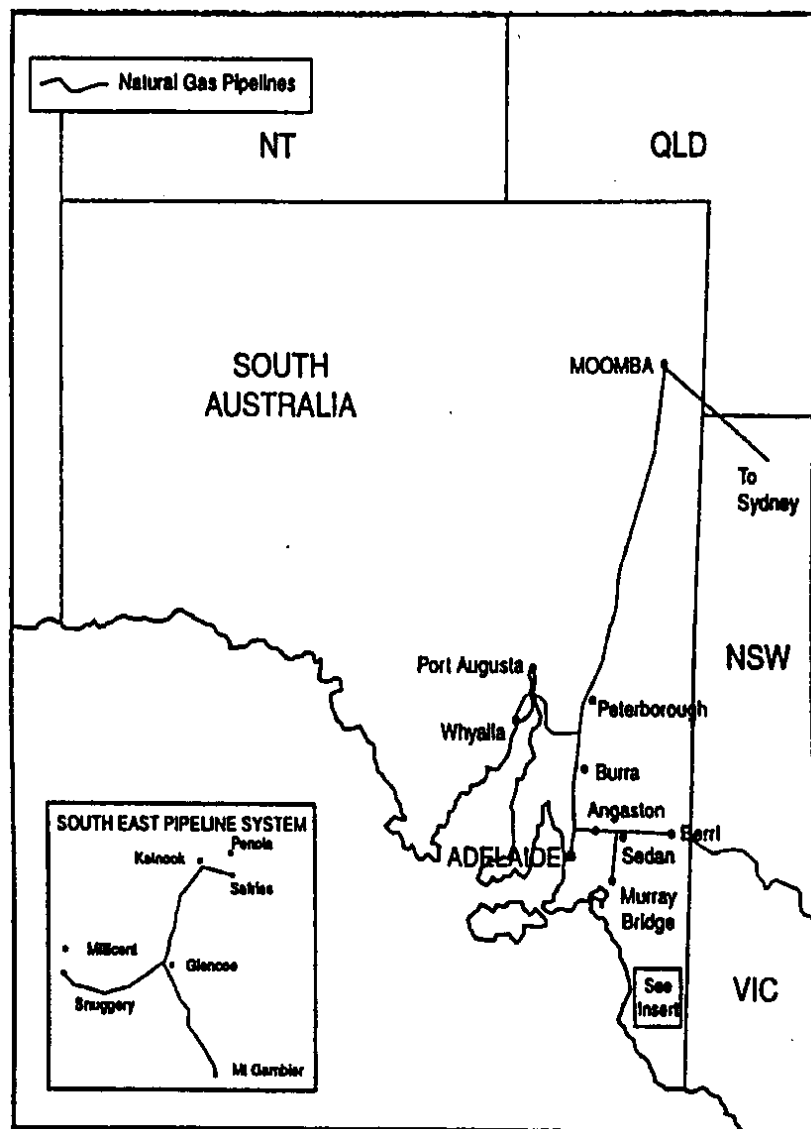 Natural Gas Pipelines
NT
QLD
SOUTH
AUSTRALIA
MOOMBA
To
Sydney
NSW
Port Augusta
Peterborough
Whyalla
Burra
Angaston
Berri
ADELAIDE
Sedan
Murray
Bridge
See
Insert
VIC
SOUTH EAST PIPELINE SYSTEM
Penola
Katnook
Safries
Millicent
Glencoe
Snuggery
Mt Gambier